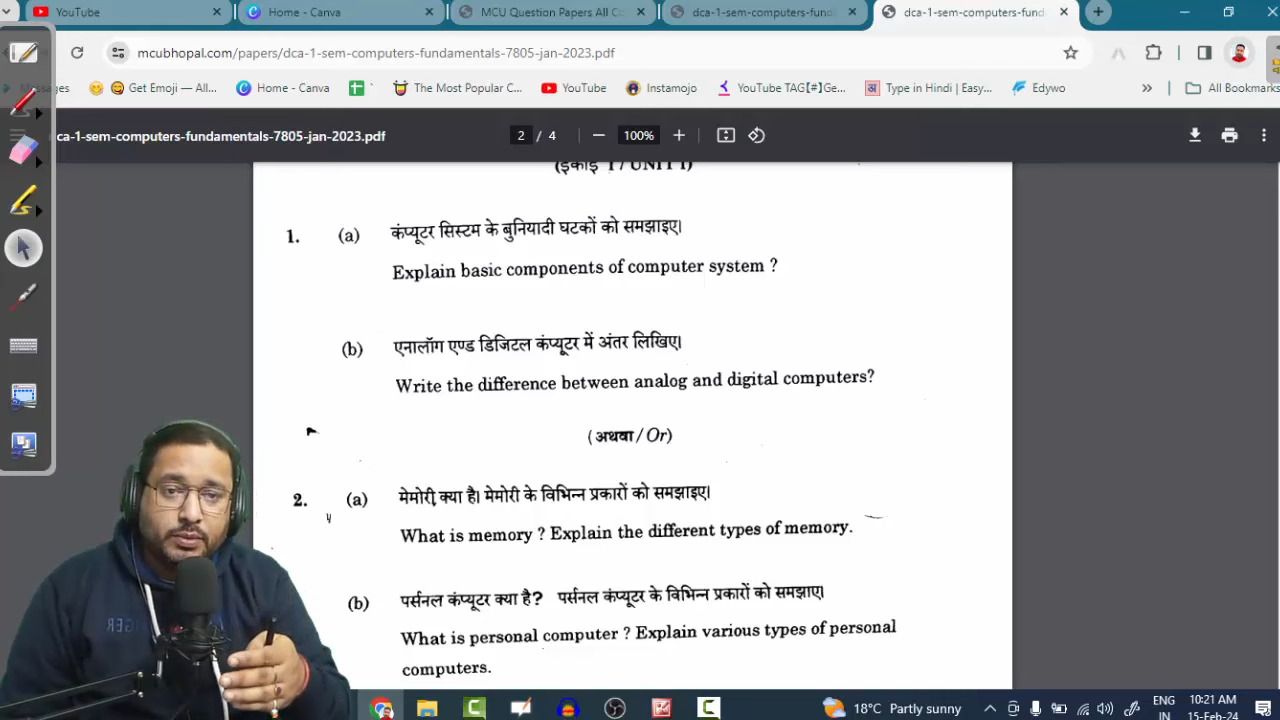 YouTube
Home - Canva
MCU Question Papers All Co
dca-1-sem-computers-fund
dca-1-sem-computers-fund
mcubhopal.com/papers/dca-1-sem-computers-fundamentals-7805-jan-2023.pdf
Messages
Get Emoji — All...
Home - Canva
The Most Popular C...
YouTube
Instamojo
YouTube TAG【#】Ge...
Type in Hindi | Easy...
Edywo
All Bookmarks
dca-1-sem-computers-fundamentals-7805-jan-2023.pdf
2 / 4
100%
(इकाई I / UNIT I)
1. (a) कंप्यूटर सिस्टम के बुनियादी घटकों को समझाइए।
Explain basic components of computer system ?
(b) एनालॉग एण्ड डिजिटल कंप्यूटर में अंतर लिखिए।
Write the difference between analog and digital computers?
(अथवा / Or)
2. (a) मेमोरी क्या है। मेमोरी के विभिन्न प्रकारों को समझाइए।
What is memory ? Explain the different types of memory.
(b) पर्सनल कंप्यूटर क्या है? पर्सनल कंप्यूटर के विभिन्न प्रकारों को समझाए।
What is personal computer ? Explain various types of personal
computers.
18°C Partly sunny
ENG
IN
10:21 AM
15-Feb-24